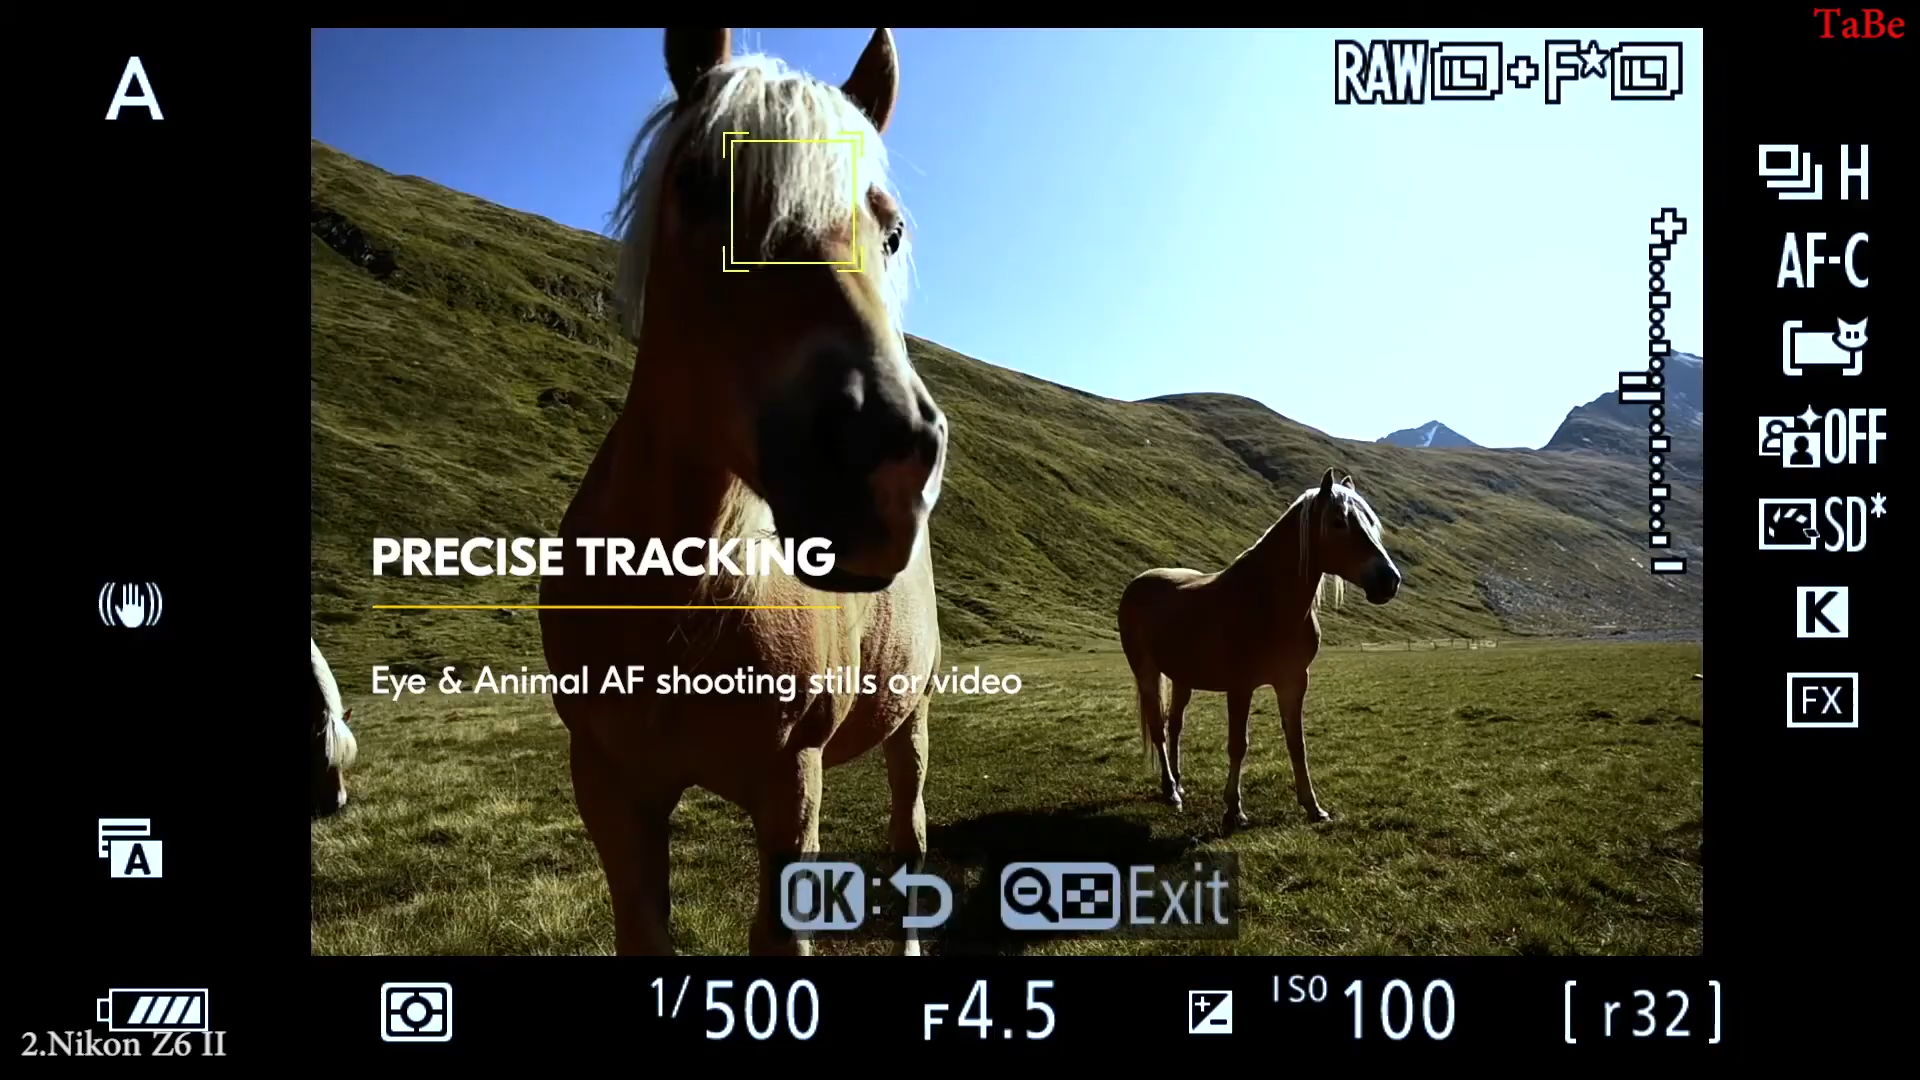 TaBe
A
RAW L + F★ L
H
AF-C
OFF
SD*
K
FX
PRECISE TRACKING
Eye & Animal AF shooting stills or video
A
OK: Exit
1/500 F4.5 ISO 100 [ r32 ]
2.Nikon Z6 II